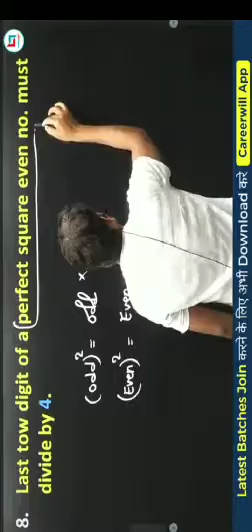 8. Last tow digit of a perfect square even no. must
divide by 4.
(odd)² = odd ×
(Even)² = Even
Latest Batches Join करने के लिए अभी Download करे Careerwill App